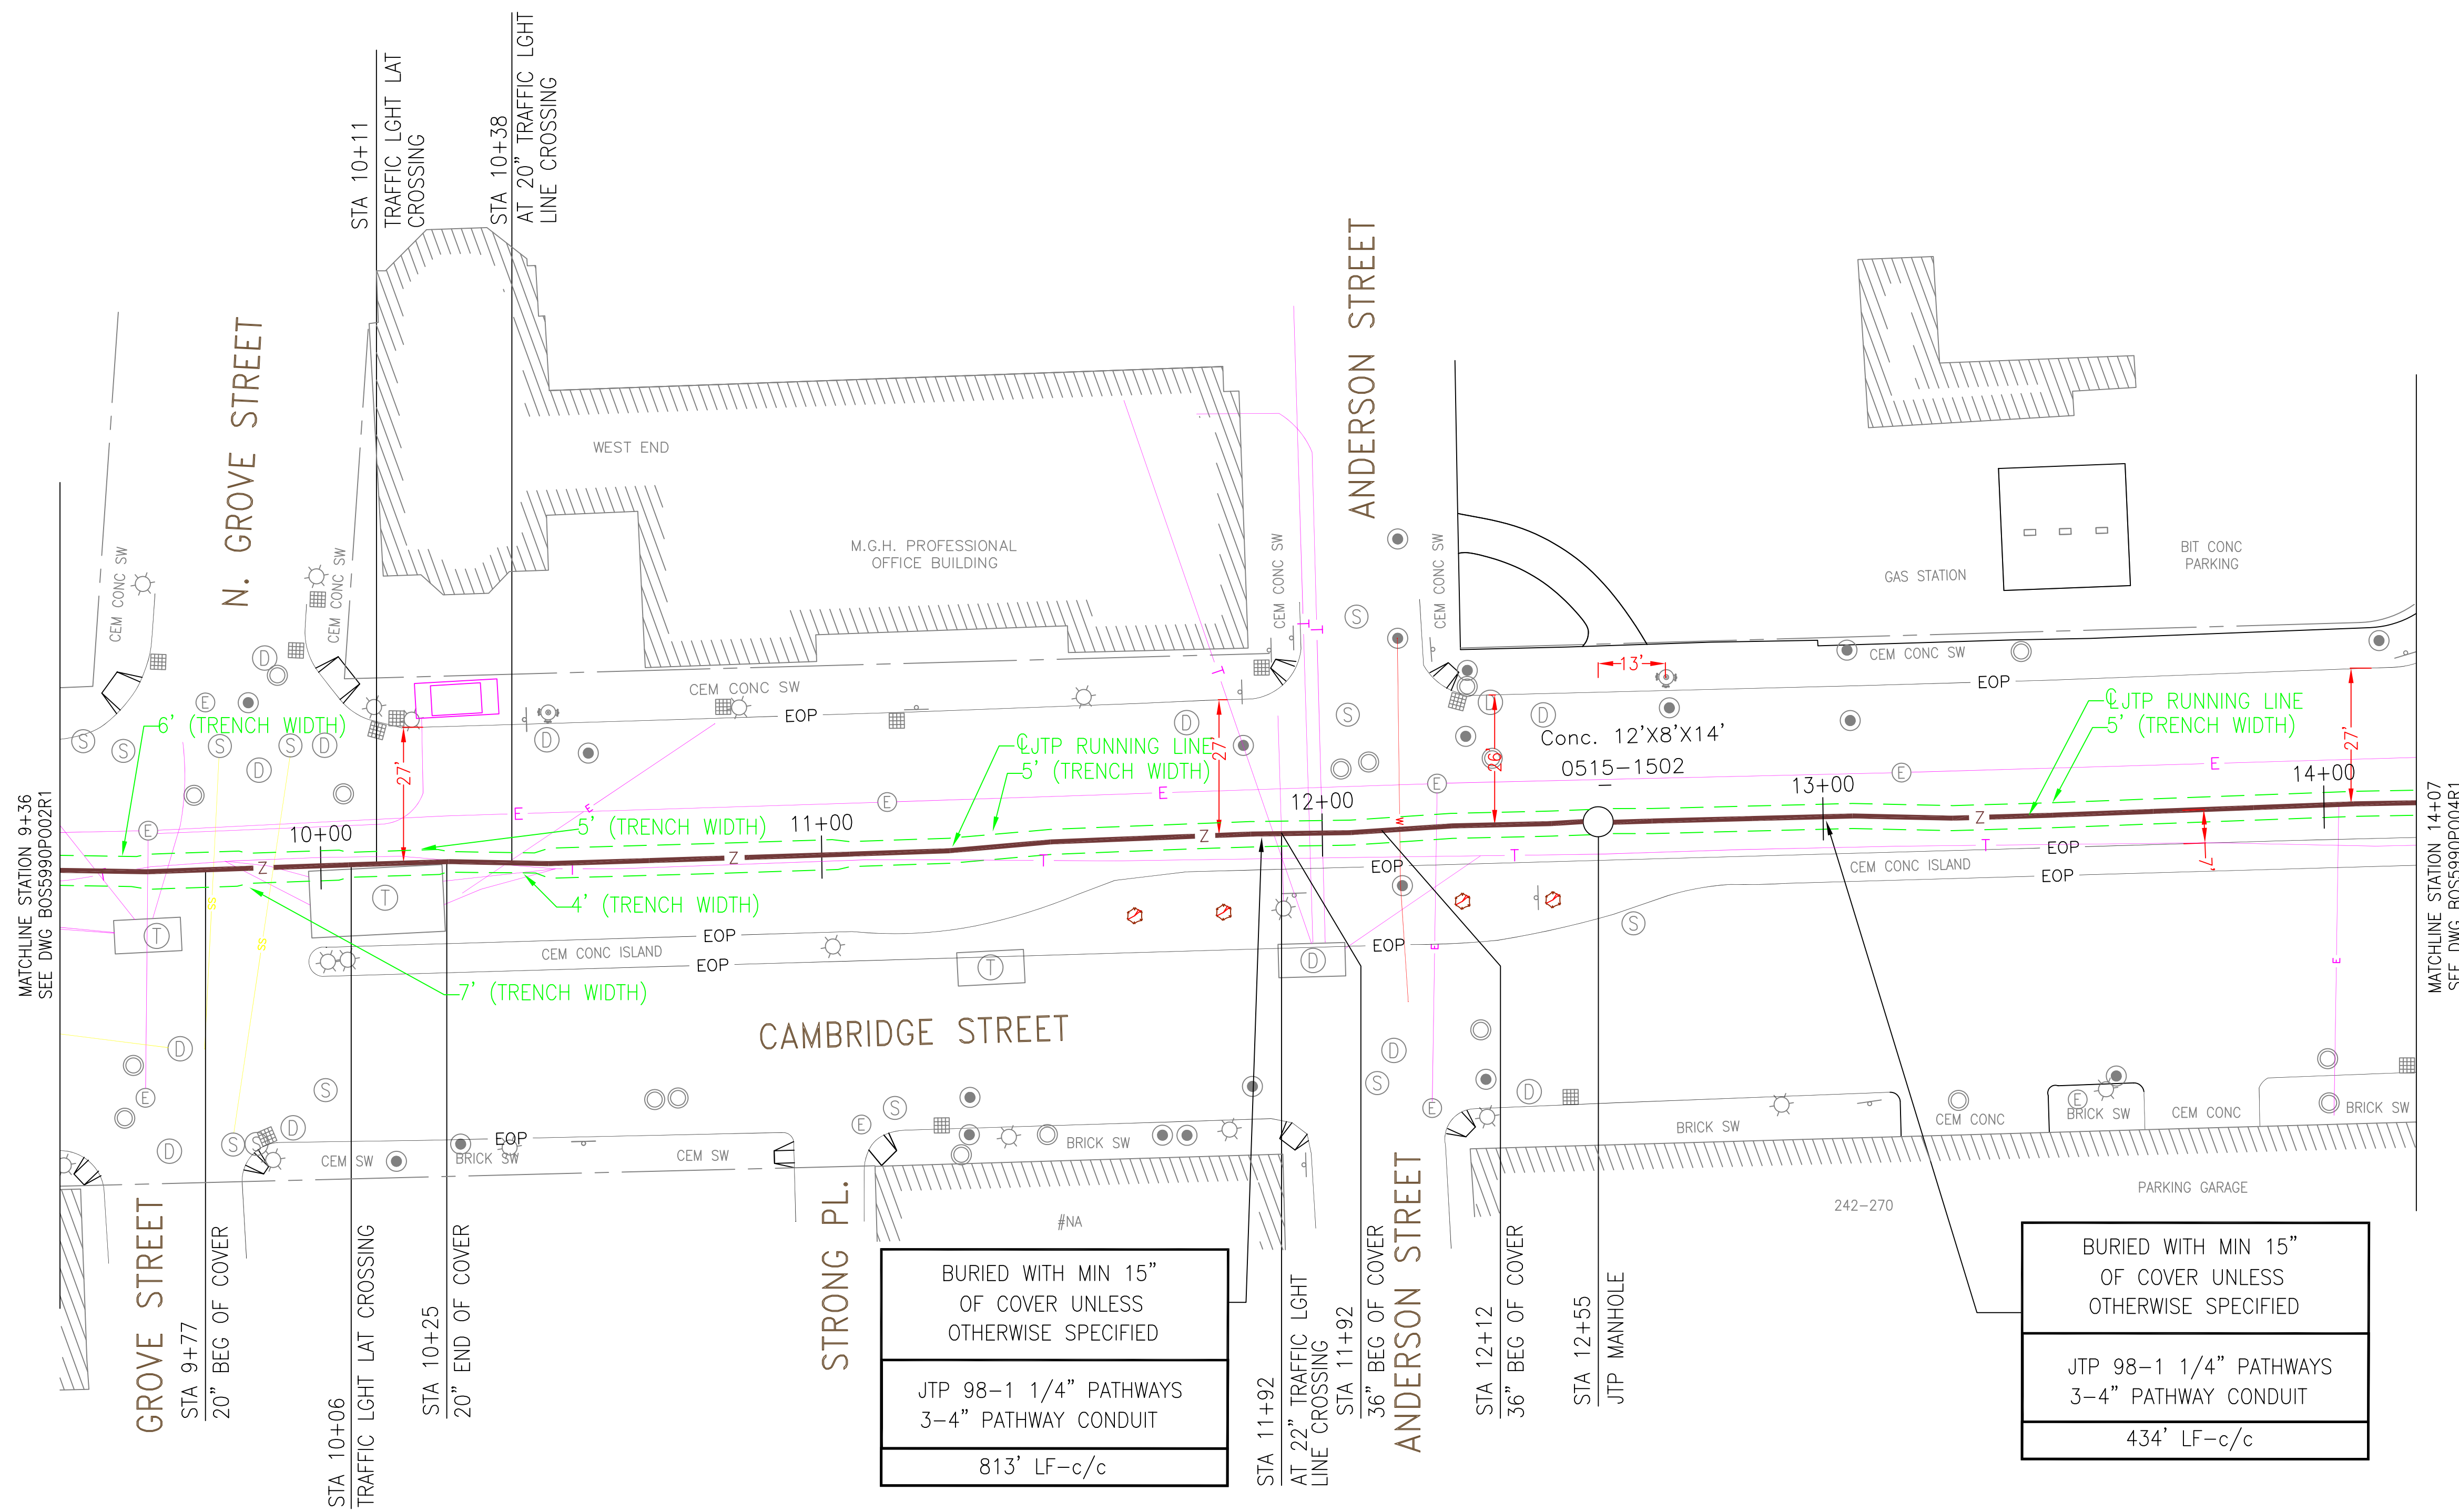 STA 10+11
TRAFFIC LGHT LAT
CROSSING
STA 10+38
AT 20" TRAFFIC LGHT
LINE CROSSING
N. GROVE STREET
ANDERSON STREET
WEST END
M.G.H. PROFESSIONAL
OFFICE BUILDING
GAS STATION
BIT CONC
PARKING
CEM CONC SW
CEM CONC SW
CEM CONC SW
CEM CONC SW
CEM CONC SW
CEM CONC SW
EOP
EOP
13'
6' (TRENCH WIDTH)
27'
27'
26'
27'
7'
℄JTP RUNNING LINE
5' (TRENCH WIDTH)
℄JTP RUNNING LINE
5' (TRENCH WIDTH)
Conc. 12'X8'X14'
0515-1502
10+00
11+00
12+00
13+00
14+00
5' (TRENCH WIDTH)
4' (TRENCH WIDTH)
7' (TRENCH WIDTH)
E
E
E
E
E
E
E
T
T
T
T
T
T
T
W
SS
SS
Z
Z
Z
Z
S
S
S
S
D
D
D
E
E
E
E
E
D
D
D
D
S
S
T
T
T
D
S
MATCHLINE STATION 9+36
SEE DWG BOS5990P002R1
MATCHLINE STATION 14+07
SEE DWG BOS5990P004R1
EOP
CEM CONC ISLAND
EOP
EOP
EOP
EOP
CEM CONC ISLAND
EOP
CAMBRIDGE STREET
D
E
D
S
D
S
S
E
S
D
S
E
D
E
EOP
CEM SW
BRICK SW
CEM SW
BRICK SW
BRICK SW
CEM CONC
BRICK SW
CEM CONC
BRICK SW
#NA
242-270
PARKING GARAGE
GROVE STREET
STRONG PL.
ANDERSON STREET
STA 9+77
20" BEG OF COVER
STA 10+06
TRAFFIC LGHT LAT CROSSING
STA 10+25
20" END OF COVER
BURIED WITH MIN 15"
OF COVER UNLESS
OTHERWISE SPECIFIED
JTP 98-1 1/4" PATHWAYS
3-4" PATHWAY CONDUIT
813' LF-c/c
STA 11+92
AT 22" TRAFFIC LGHT
LINE CROSSING
STA 11+92
36" BEG OF COVER
STA 12+12
36" BEG OF COVER
STA 12+55
JTP MANHOLE
BURIED WITH MIN 15"
OF COVER UNLESS
OTHERWISE SPECIFIED
JTP 98-1 1/4" PATHWAYS
3-4" PATHWAY CONDUIT
434' LF-c/c